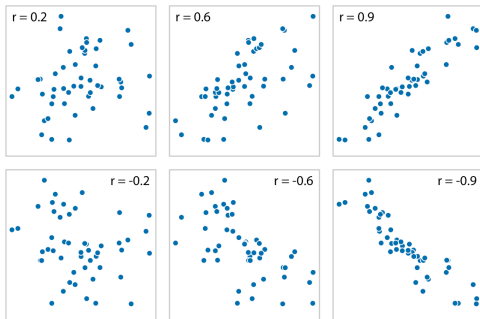 r = 0.2
r = 0.6
r = 0.9
r = -0.2
r = -0.6
r = -0.9